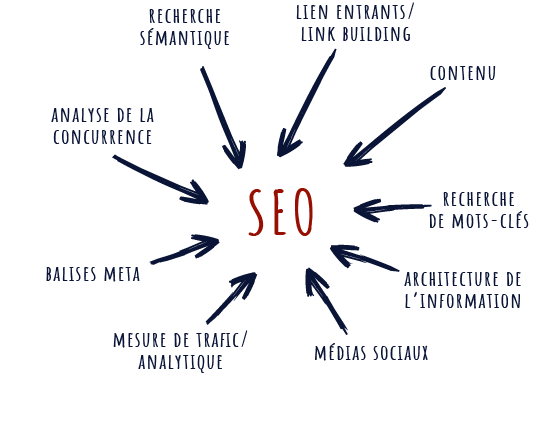 RECHERCHE
SÉMANTIQUE
LIEN ENTRANTS/
LINK BUILDING
CONTENU
ANALYSE DE LA
CONCURRENCE
SEO
RECHERCHE
DE MOTS-CLÉS
BALISES META
ARCHITECTURE DE
L'INFORMATION
MESURE DE TRAFIC/
ANALYTIQUE
MÉDIAS SOCIAUX